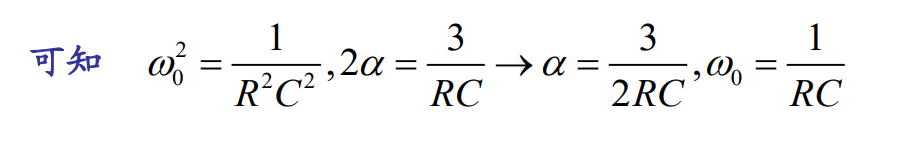 可知 ω₀² = 1/(R²C²), 2α = 3/(RC) → α = 3/(2RC), ω₀ = 1/(RC)